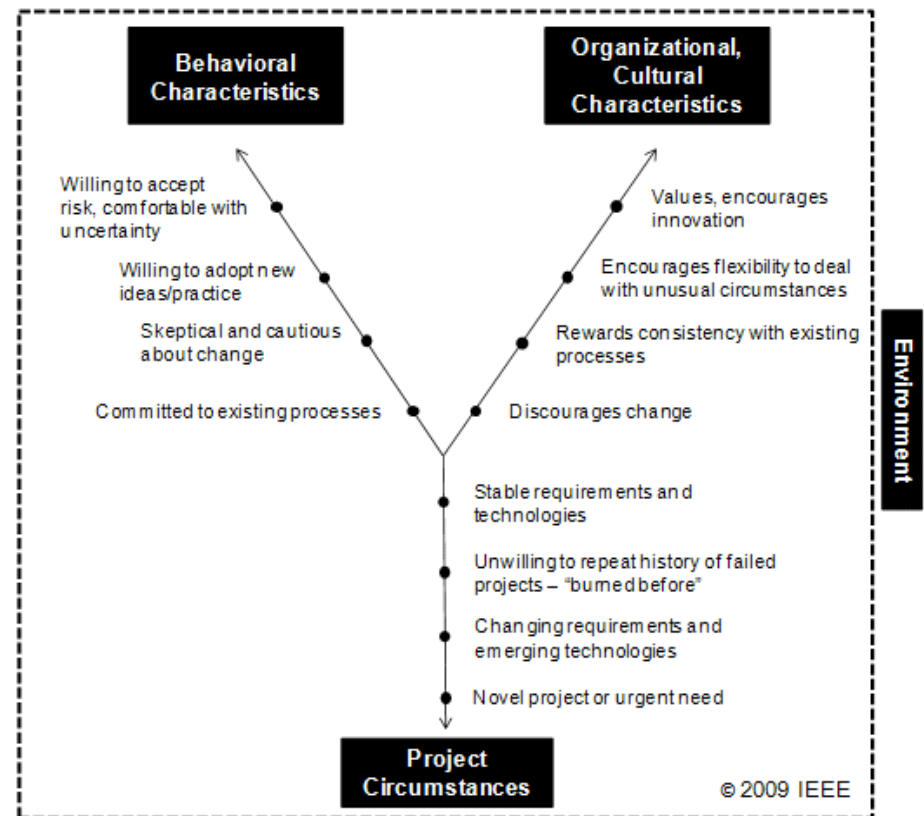 Behavioral
Characteristics
Organizational,
Cultural
Characteristics
Willing to accept
risk, comfortable with
uncertainty
Willing to adopt new
ideas/practice
Skeptical and cautious
about change
Committed to existing processes
Values, encourages
innovation
Encourages flexibility to deal
with unusual circumstances
Rewards consistency with existing
processes
Discourages change
Environment
Stable requirements and
technologies
Unwilling to repeat history of failed
projects – “burned before”
Changing requirements and
emerging technologies
Novel project or urgent need
Project
Circumstances
© 2009 IEEE